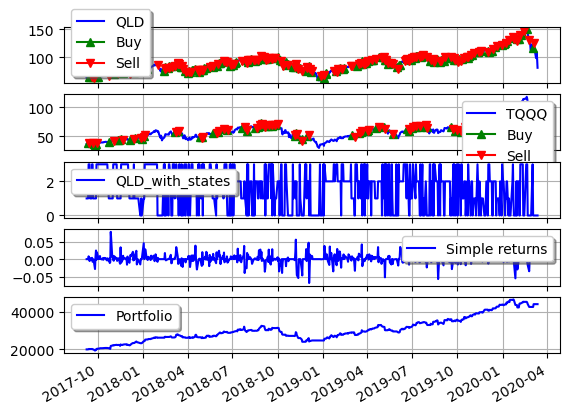 150
100
QLD
Buy
Sell
100
50
TQQQ
Buy
Sell
2
0
QLD_with_states
0.05
0.00
−0.05
Simple returns
40000
20000
Portfolio
2017-10 2018-01 2018-04 2018-07 2018-10 2019-01 2019-04 2019-07 2019-10 2020-01 2020-04